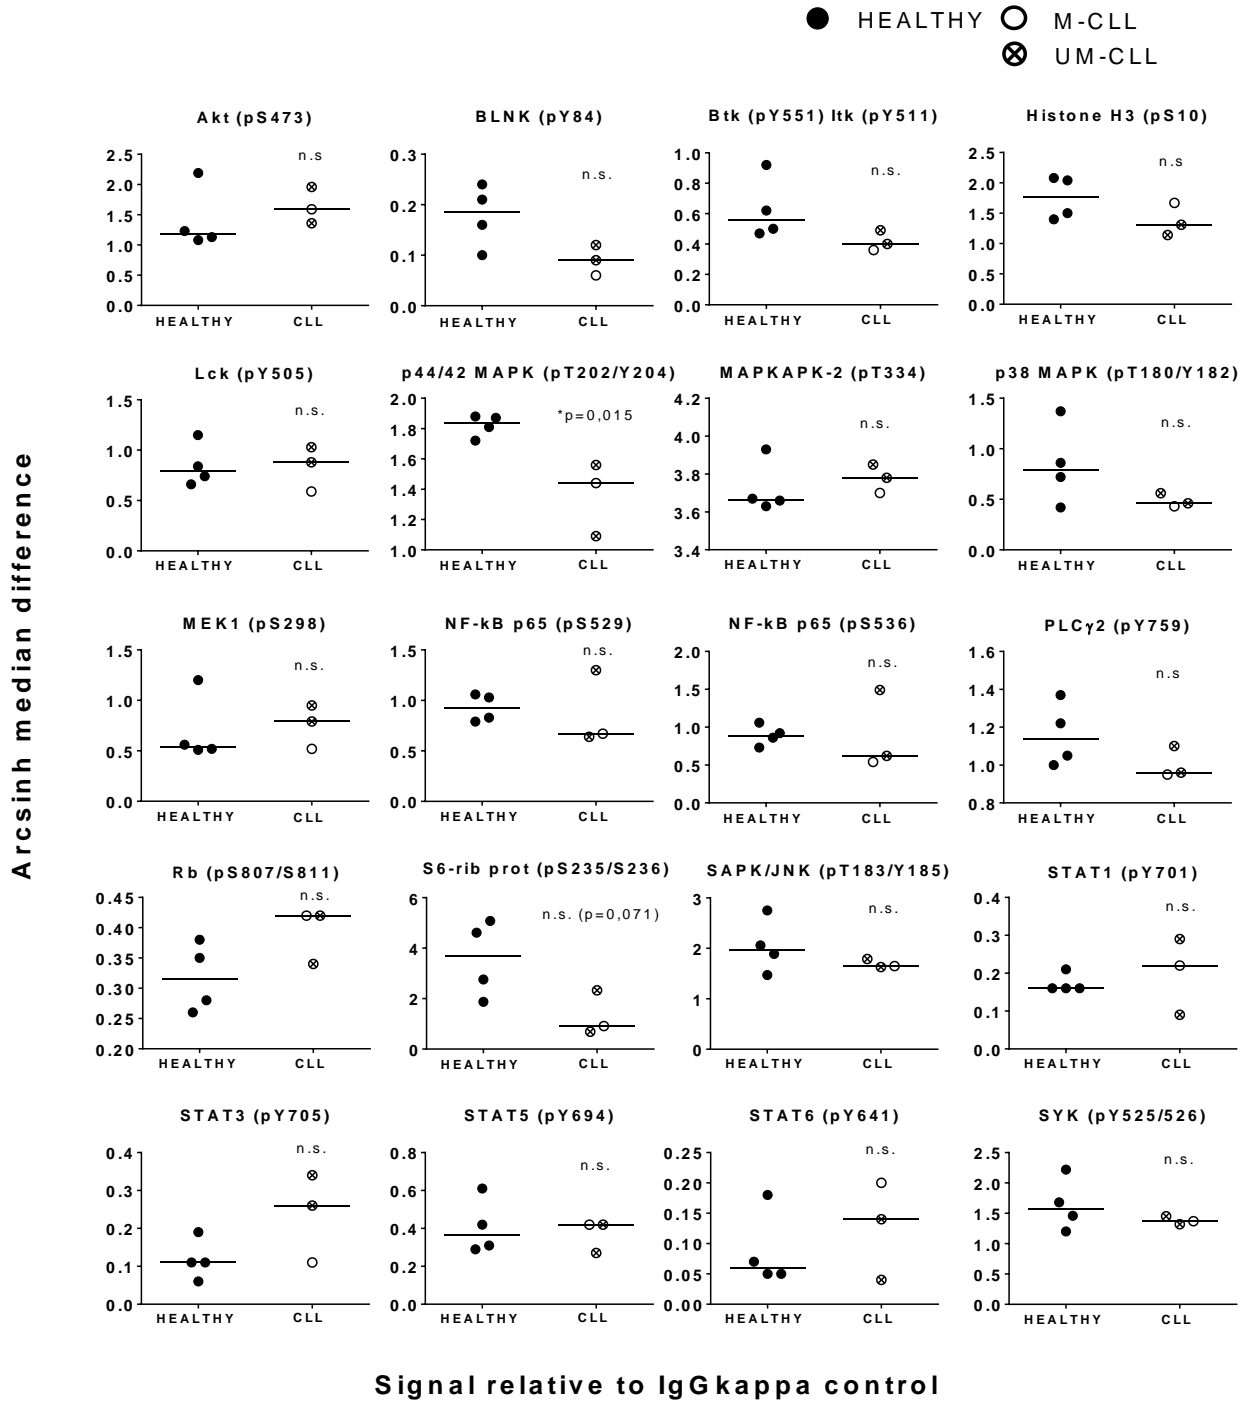 HEALTHY M-CLL
UM-CLL
Akt (pS473) BLNK (pY84) Btk (pY551) Itk (pY511) Histone H3 (pS10)
n.s n.s. n.s. n.s
2.5 0.3 1.0 2.5
2.0 0.8 2.0
1.5 0.2 0.6 1.5
1.0 0.1 0.4 1.0
0.5 0.2 0.5
0.0 0.0 0.0 0.0
HEALTHY CLL HEALTHY CLL HEALTHY CLL HEALTHY CLL
Lck (pY505) p44/42 MAPK (pT202/Y204) MAPKAPK-2 (pT334) p38 MAPK (pT180/Y182)
n.s. *p=0,015 n.s. n.s.
1.5 2.0 4.2 1.5
1.8 4.0
1.0 1.6 3.8 1.0
0.5 1.4 3.6 0.5
1.2
0.0 1.0 3.4 0.0
HEALTHY CLL HEALTHY CLL HEALTHY CLL HEALTHY CLL
Arcsinh median difference
MEK1 (pS298) NF-kB p65 (pS529) NF-kB p65 (pS536) PLCγ2 (pY759)
n.s. n.s. n.s. n.s
1.5 1.5 2.0 1.6
1.5 1.4
1.0 1.0 1.0 1.2
0.5 0.5 0.5 1.0
0.0 0.0 0.0 0.8
HEALTHY CLL HEALTHY CLL HEALTHY CLL HEALTHY CLL
Rb (pS807/S811) S6-rib prot (pS235/S236) SAPK/JNK (pT183/Y185) STAT1 (pY701)
n.s. n.s. (p=0,071) n.s. n.s.
0.45 6 3 0.4
0.40 0.3
0.35 4 2 0.2
0.30 2 1 0.1
0.25
0.20 0 0 0.0
HEALTHY CLL HEALTHY CLL HEALTHY CLL HEALTHY CLL
STAT3 (pY705) STAT5 (pY694) STAT6 (pY641) SYK (pY525/526)
n.s. n.s. n.s. n.s.
0.4 0.8 0.25 2.5
0.3 0.6 0.20 2.0
0.2 0.4 0.15 1.5
0.10 1.0
0.1 0.2 0.05 0.5
0.0 0.0 0.00 0.0
HEALTHY CLL HEALTHY CLL HEALTHY CLL HEALTHY CLL
Signal relative to IgGkappa control